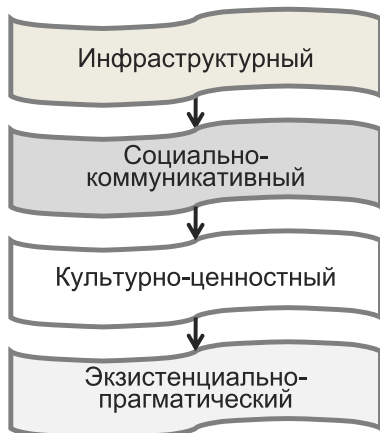 Инфраструктурный
Социально-
коммуникативный
Культурно-ценностный
Экзистенциально-
прагматический